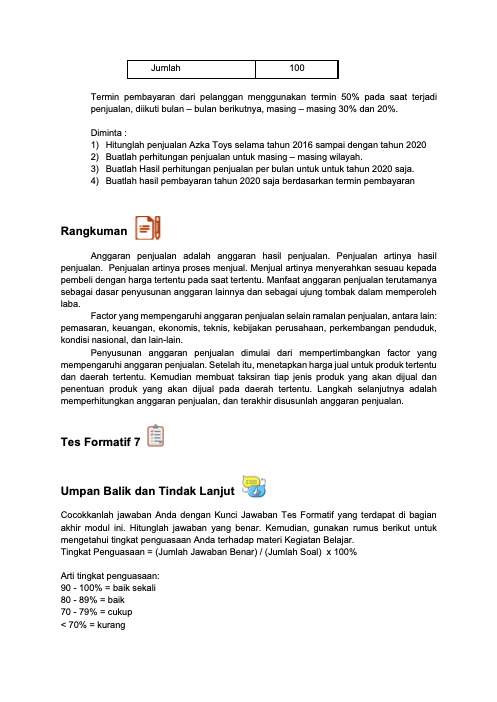 Jumlah 100
Termin pembayaran dari pelanggan menggunakan termin 50% pada saat terjadi
penjualan, diikuti bulan – bulan berikutnya, masing – masing 30% dan 20%.
Diminta :
1) Hitunglah penjualan Azka Toys selama tahun 2016 sampai dengan tahun 2020
2) Buatlah perhitungan penjualan untuk masing – masing wilayah.
3) Buatlah Hasil perhitungan penjualan per bulan untuk untuk tahun 2020 saja.
4) Buatlah hasil pembayaran tahun 2020 saja berdasarkan termin pembayaran
Rangkuman
Anggaran penjualan adalah anggaran hasil penjualan. Penjualan artinya hasil
penjualan. Penjualan artinya proses menjual. Menjual artinya menyerahkan sesuau kepada
pembeli dengan harga tertentu pada saat tertentu. Manfaat anggaran penjualan terutamanya
sebagai dasar penyusunan anggaran lainnya dan sebagai ujung tombak dalam memperoleh
laba.
Factor yang mempengaruhi anggaran penjualan selain ramalan penjualan, antara lain:
pemasaran, keuangan, ekonomis, teknis, kebijakan perusahaan, perkembangan penduduk,
kondisi nasional, dan lain-lain.
Penyusunan anggaran penjualan dimulai dari mempertimbangkan factor yang
mempengaruhi anggaran penjualan. Setelah itu, menetapkan harga jual untuk produk tertentu
dan daerah tertentu. Kemudian membuat taksiran tiap jenis produk yang akan dijual dan
penentuan produk yang akan dijual pada daerah tertentu. Langkah selanjutnya adalah
memperhitungkan anggaran penjualan, dan terakhir disusunlah anggaran penjualan.
Tes Formatif 7
Umpan Balik dan Tindak Lanjut
Cocokkanlah jawaban Anda dengan Kunci Jawaban Tes Formatif yang terdapat di bagian
akhir modul ini. Hitunglah jawaban yang benar. Kemudian, gunakan rumus berikut untuk
mengetahui tingkat penguasaan Anda terhadap materi Kegiatan Belajar.
Tingkat Penguasaan = (Jumlah Jawaban Benar) / (Jumlah Soal) x 100%
Arti tingkat penguasaan:
90 - 100% = baik sekali
80 - 89% = baik
70 - 79% = cukup
< 70% = kurang